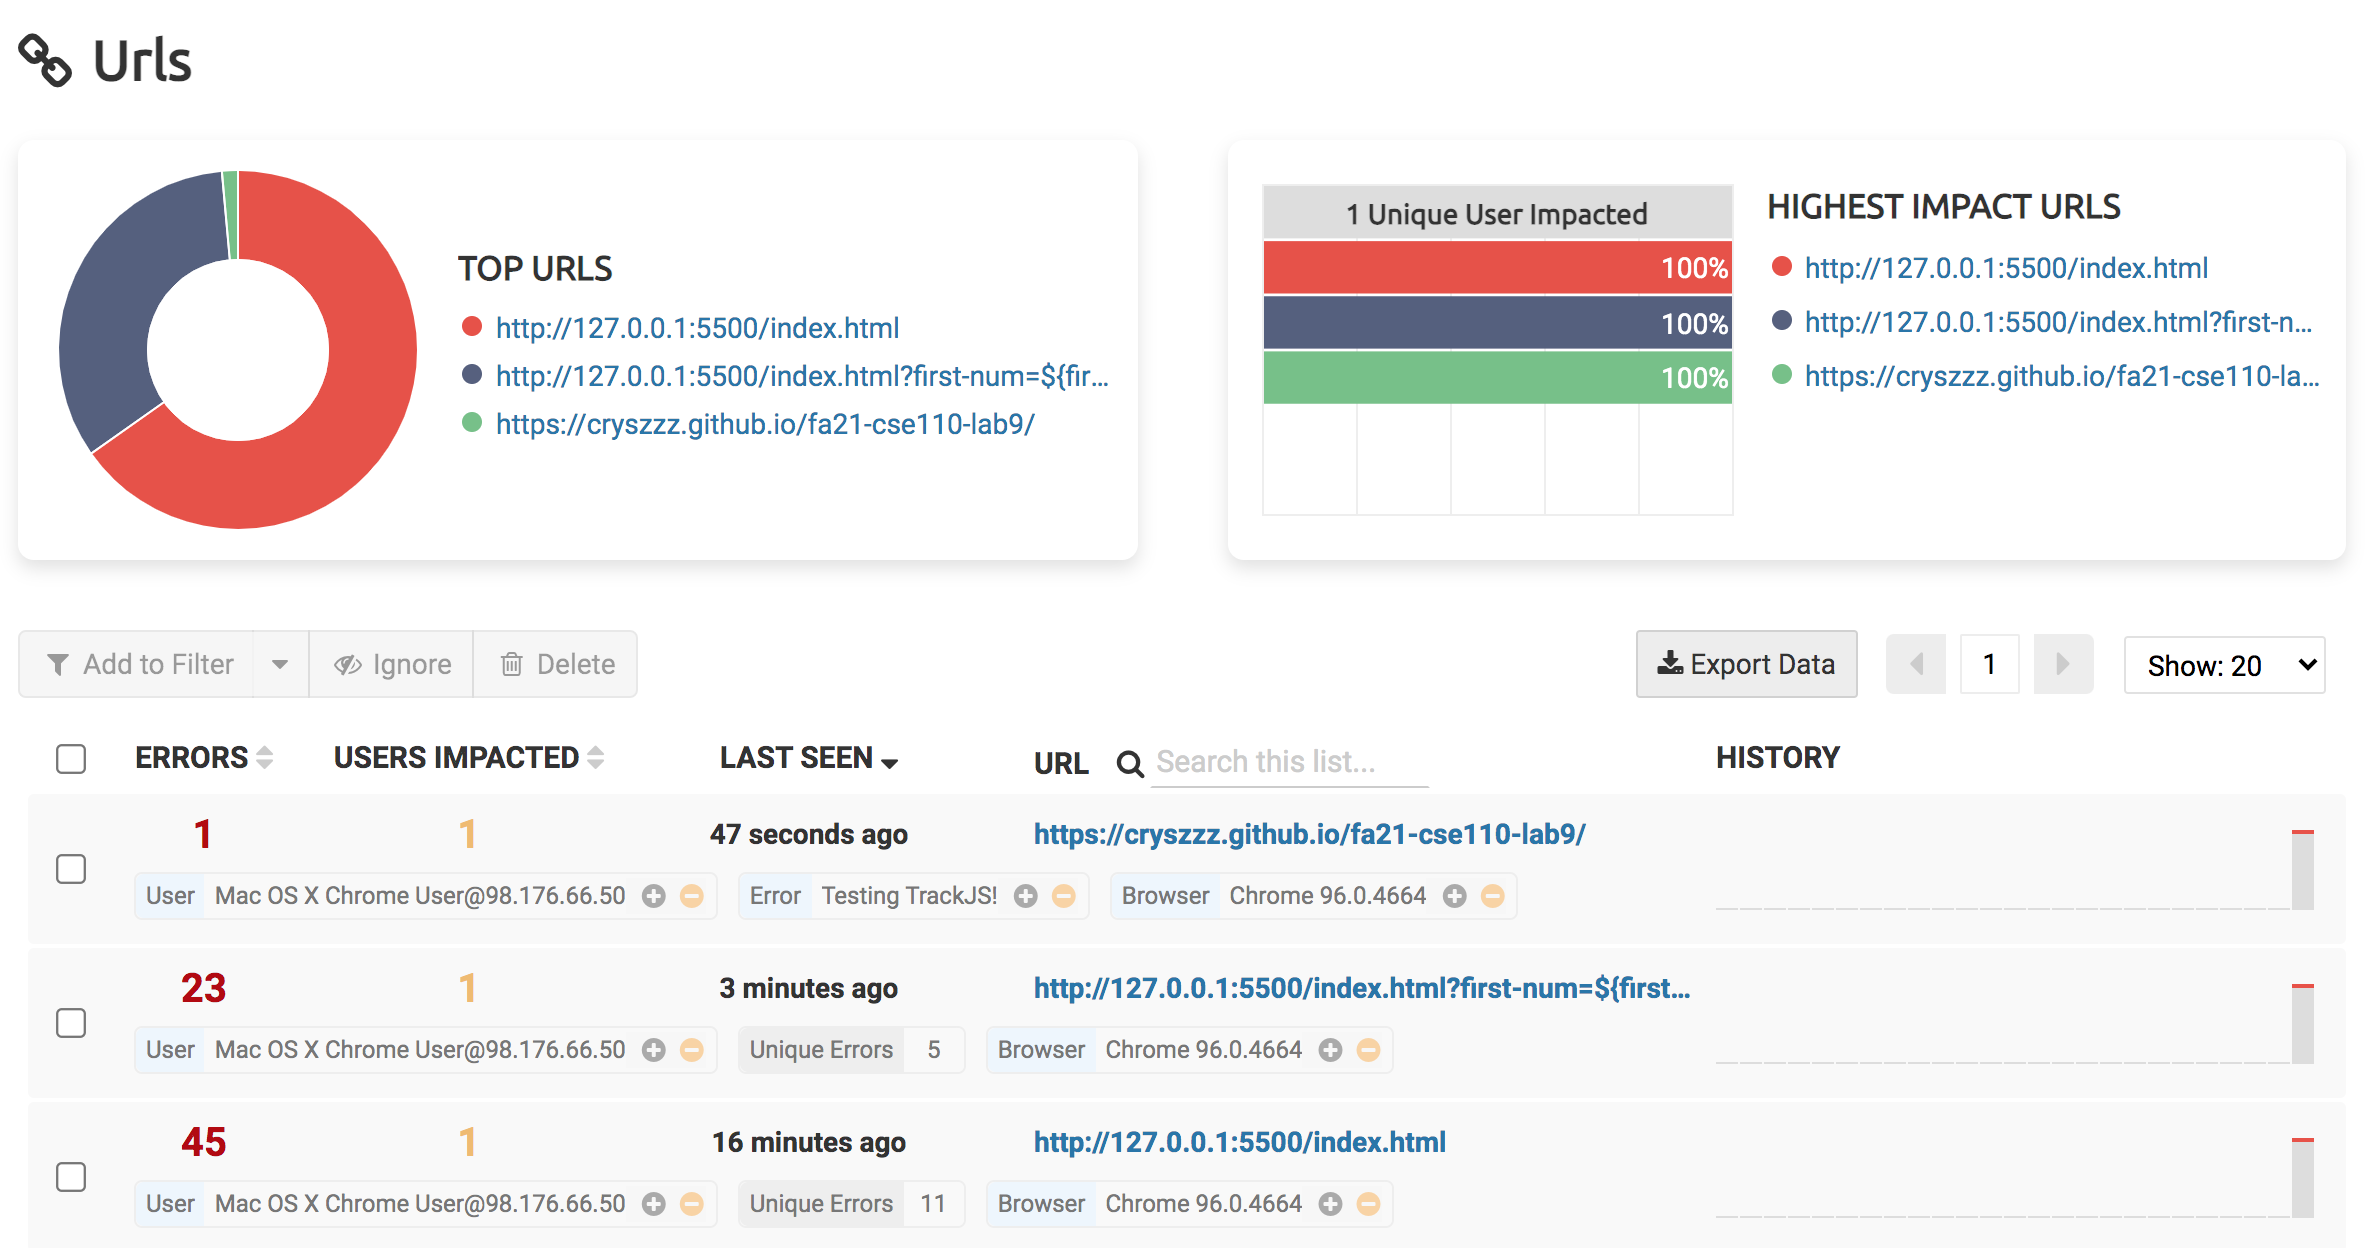 Urls
TOP URLS
http://127.0.0.1:5500/index.html
http://127.0.0.1:5500/index.html?first-num=${fir...
https://cryszzz.github.io/fa21-cse110-lab9/
1 Unique User Impacted
100%
100%
100%
HIGHEST IMPACT URLS
http://127.0.0.1:5500/index.html
http://127.0.0.1:5500/index.html?first-n...
https://cryszzz.github.io/fa21-cse110-la...
Add to Filter Ignore Delete Export Data 1 Show: 20
ERRORS USERS IMPACTED LAST SEEN URL Search this list... HISTORY
1 1 47 seconds ago https://cryszzz.github.io/fa21-cse110-lab9/
User Mac OS X Chrome User@98.176.66.50 Error Testing TrackJS! Browser Chrome 96.0.4664
23 1 3 minutes ago http://127.0.0.1:5500/index.html?first-num=${first...
User Mac OS X Chrome User@98.176.66.50 Unique Errors 5 Browser Chrome 96.0.4664
45 1 16 minutes ago http://127.0.0.1:5500/index.html
User Mac OS X Chrome User@98.176.66.50 Unique Errors 11 Browser Chrome 96.0.4664